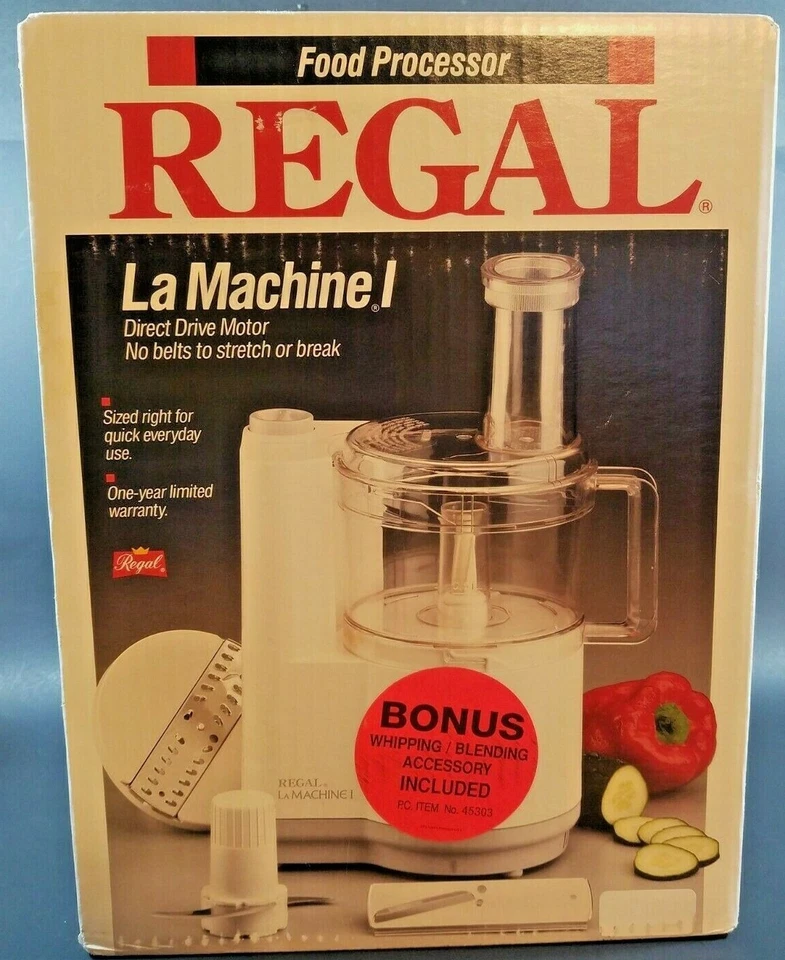 Food Processor
REGAL®
La Machine® I
Direct Drive Motor
No belts to stretch or break
Sized right for
quick everyday
use.
One-year limited
warranty.
Regal®
BONUS
WHIPPING / BLENDING
ACCESSORY
INCLUDED
P.C. ITEM No. 45303
REGAL®
LA MACHINE I